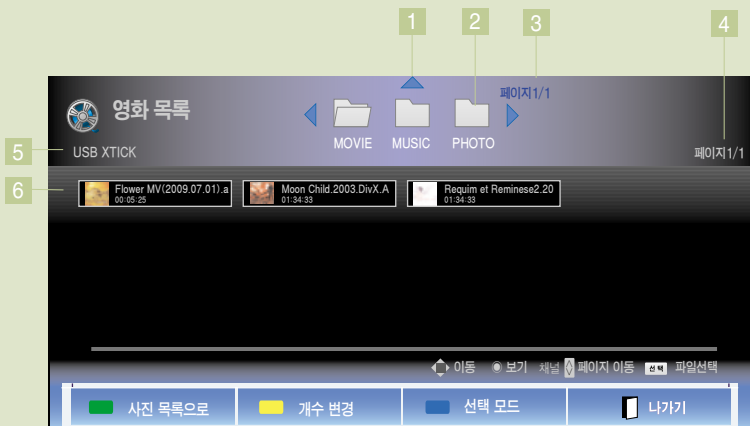 1 2 3 4
영화 목록
페이지1/1
MOVIE MUSIC PHOTO
5 USB XTICK 페이지1/1
6
Flower MV(2009.07.01).a
00:05:25
Moon Child.2003.DivX.A
01:34:33
Requim et Reminese2.20
01:34:33
이동 보기 채널 페이지 이동 선택 파일선택
사진 목록으로 개수 변경 선택 모드 나가기